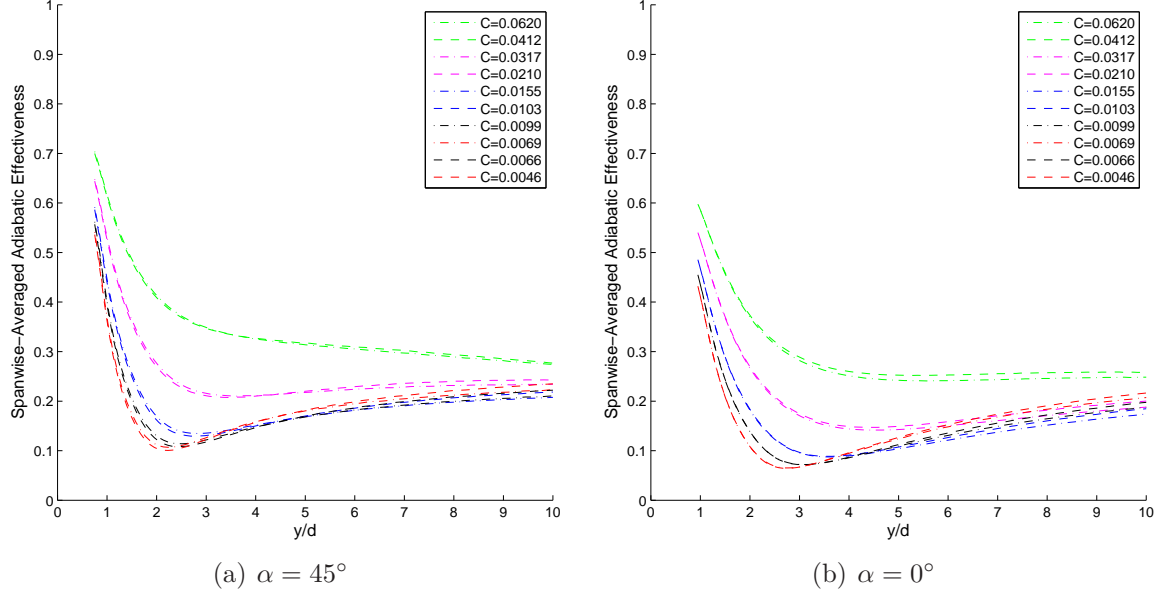 1
0.9
0.8
0.7
0.6
0.5
0.4
0.3
0.2
0.1
0
Spanwise−Averaged Adiabatic Effectiveness
0 1 2 3 4 5 6 7 8 9 10
y/d
C=0.0620
C=0.0412
C=0.0317
C=0.0210
C=0.0155
C=0.0103
C=0.0099
C=0.0069
C=0.0066
C=0.0046
(a) α = 45°
1
0.9
0.8
0.7
0.6
0.5
0.4
0.3
0.2
0.1
0
Spanwise−Averaged Adiabatic Effectiveness
0 1 2 3 4 5 6 7 8 9 10
y/d
C=0.0620
C=0.0412
C=0.0317
C=0.0210
C=0.0155
C=0.0103
C=0.0099
C=0.0069
C=0.0066
C=0.0046
(b) α = 0°